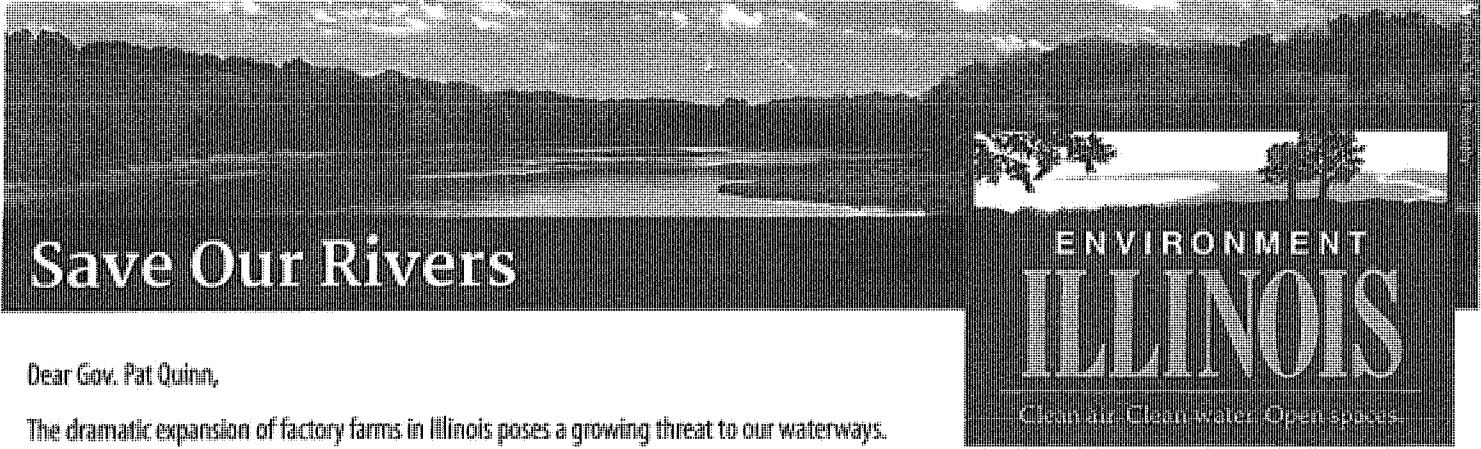 Save Our Rivers
ENVIRONMENT
ILLINOIS
Clean air. Clean water. Open spaces.
Dear Gov. Pat Quinn,
The dramatic expansion of factory farms in Illinois poses a growing threat to our waterways.